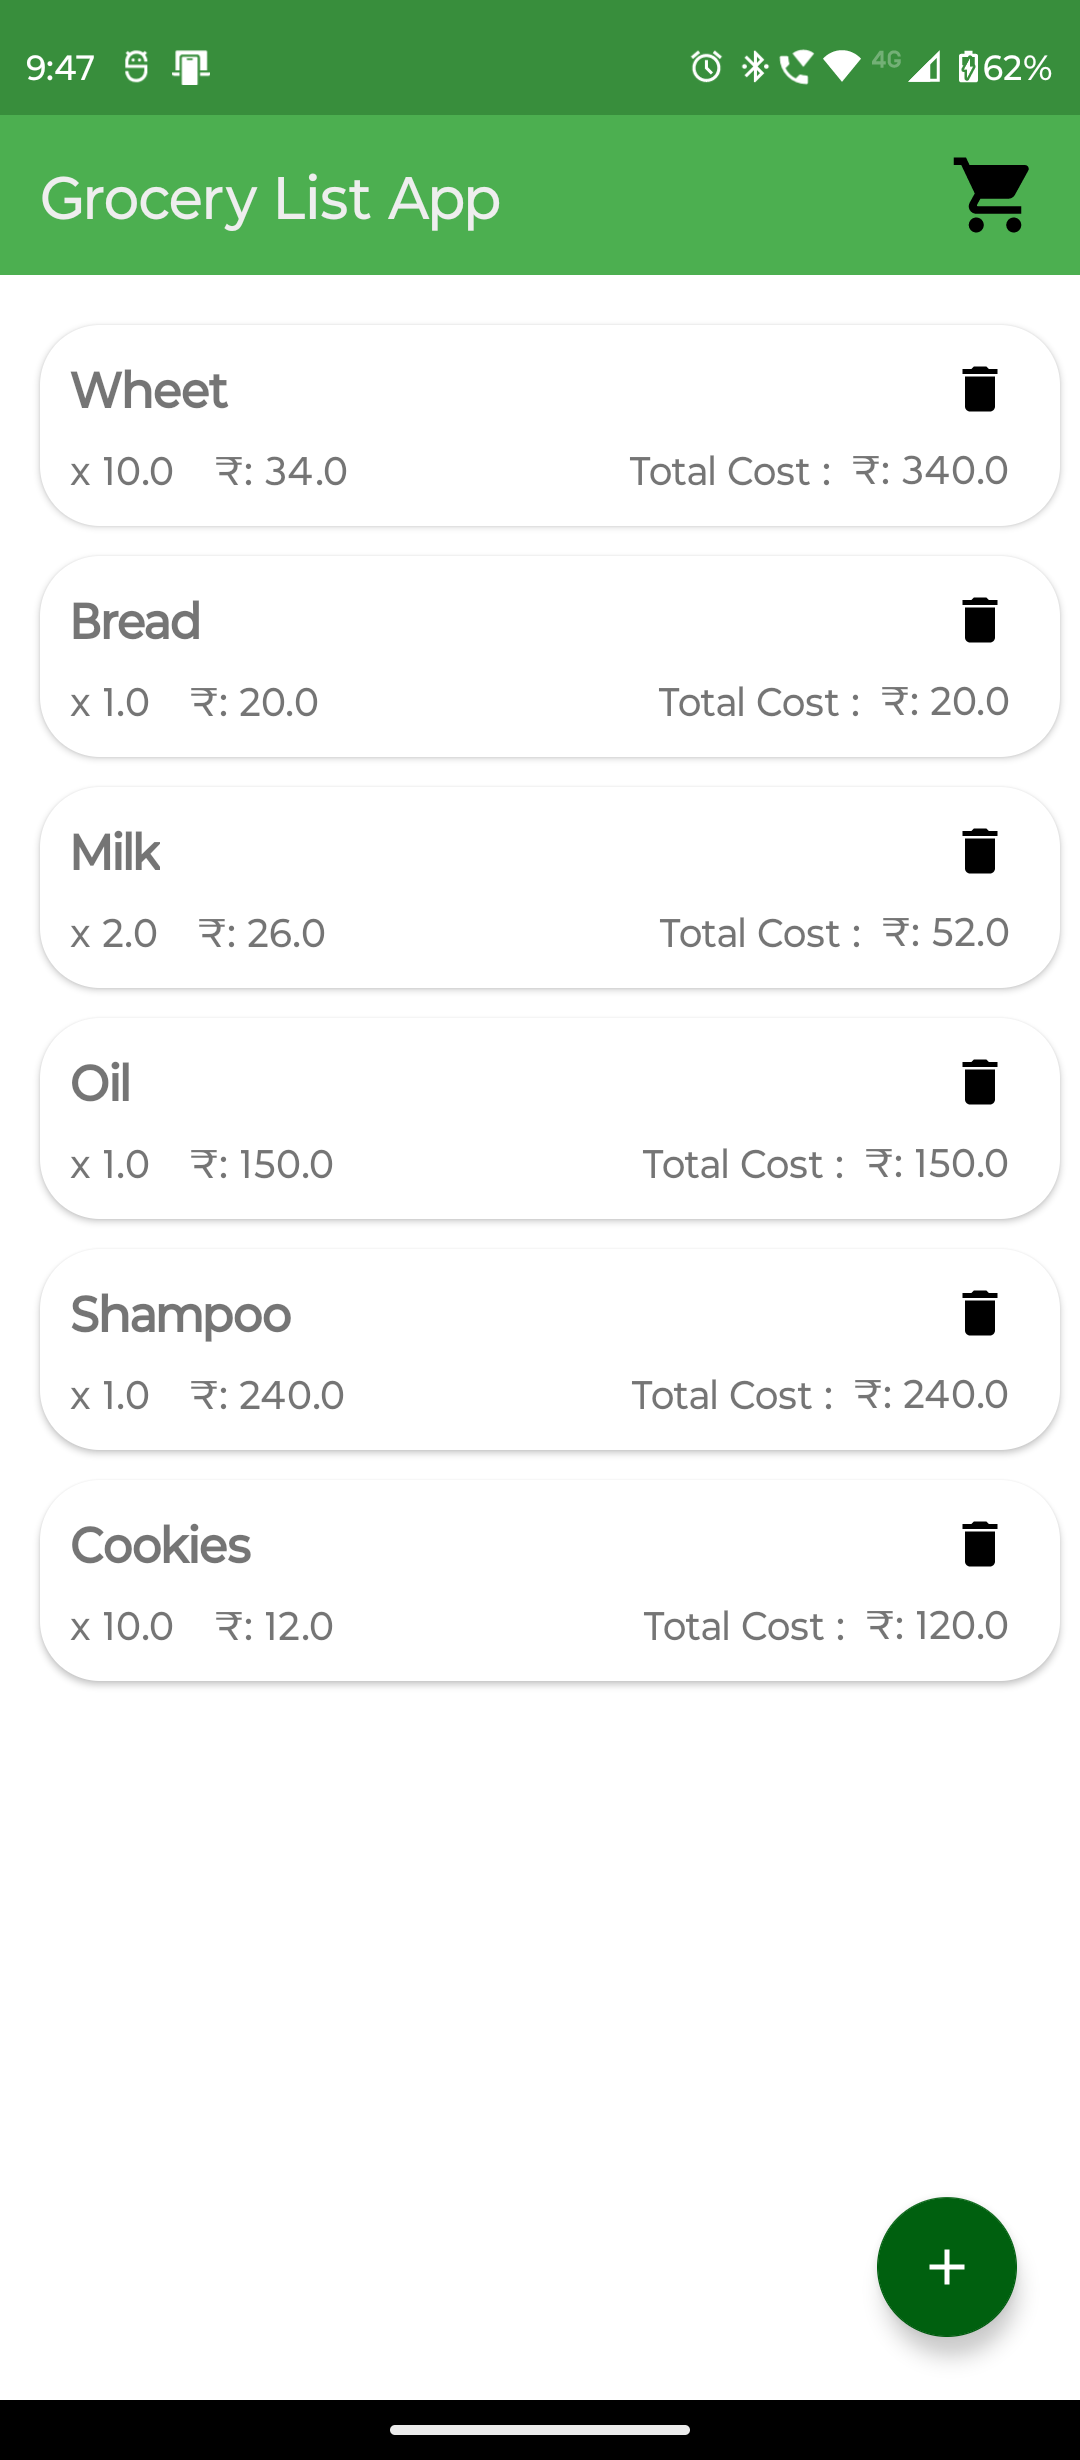 9:47 4G 62%
Grocery List App
Wheet
x 10.0 ₹: 34.0 Total Cost : ₹: 340.0
Bread
x 1.0 ₹: 20.0 Total Cost : ₹: 20.0
Milk
x 2.0 ₹: 26.0 Total Cost : ₹: 52.0
Oil
x 1.0 ₹: 150.0 Total Cost : ₹: 150.0
Shampoo
x 1.0 ₹: 240.0 Total Cost : ₹: 240.0
Cookies
x 10.0 ₹: 12.0 Total Cost : ₹: 120.0
+